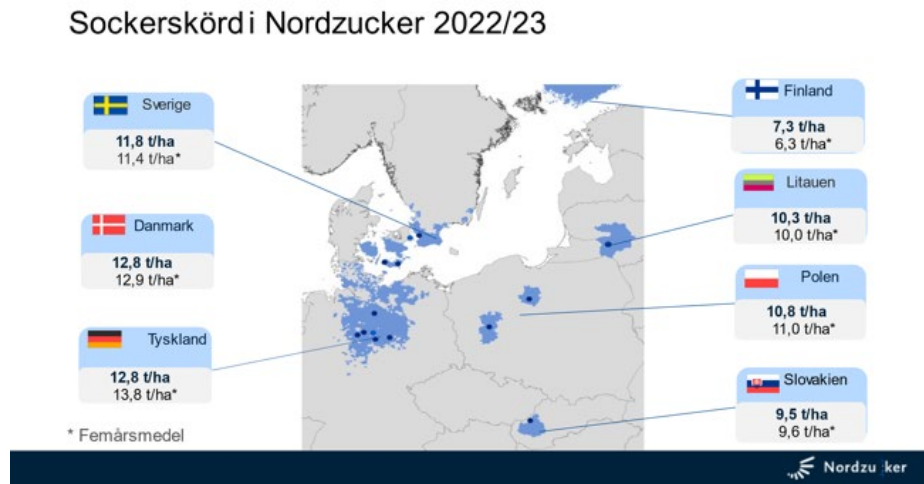 Sockerskörd i Nordzucker 2022/23
Sverige
11,8 t/ha
11,4 t/ha*
Danmark
12,8 t/ha
12,9 t/ha*
Tyskland
12,8 t/ha
13,8 t/ha*
Finland
7,3 t/ha
6,3 t/ha*
Litauen
10,3 t/ha
10,0 t/ha*
Polen
10,8 t/ha
11,0 t/ha*
Slovakien
9,5 t/ha
9,6 t/ha*
* Femårsmedel
Nordzucker